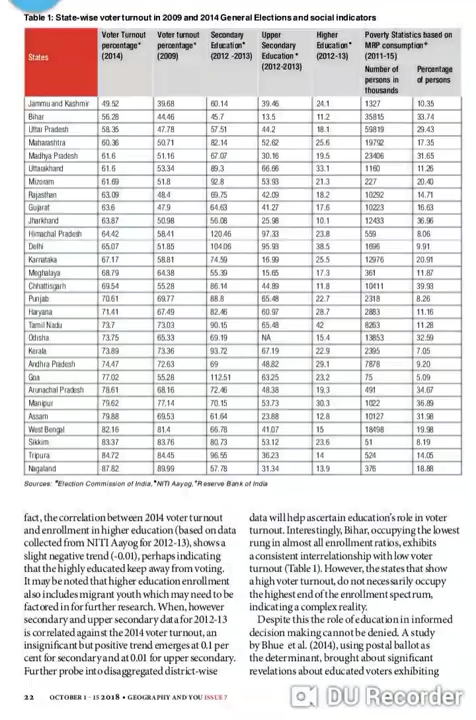 Table 1: State-wise voter turnout in 2009 and 2014 General Elections and social indicators
States Voter Turnout percentage* (2014) Voter turnout percentage* (2009) Secondary Education* (2012 -2013) Upper Secondary Education * (2012-2013) Higher Education * (2012-13) Poverty Statistics based on MRP consumption+ (2011-15)
Number of persons in thousands Percentage of persons
Jammu and Kashmir 49.52 39.68 60.14 39.46 24.1 1327 10.35
Bihar 56.28 44.46 45.7 13.5 11.2 35815 33.74
Uttar Pradesh 58.35 47.78 57.51 44.2 18.1 59819 29.43
Maharashtra 60.36 50.71 82.14 52.62 25.6 19792 17.35
Madhya Pradesh 61.6 51.16 67.07 30.16 19.5 23406 31.65
Uttarakhand 61.6 53.34 89.3 66.66 33.1 1160 11.26
Mizoram 61.69 51.8 92.8 53.93 21.3 227 20.40
Rajasthan 63.09 48.4 69.75 42.09 18.2 10292 14.71
Gujarat 63.6 47.9 64.63 41.27 17.6 10223 16.63
Jharkhand 63.87 50.98 56.08 25.98 10.1 12433 36.96
Himachal Pradesh 64.42 58.41 120.46 97.33 23.8 559 8.06
Delhi 65.07 51.85 104.06 95.93 38.5 1696 9.91
Karnataka 67.17 58.81 74.59 16.99 25.5 12976 20.91
Meghalaya 68.79 64.38 55.39 15.65 17.3 361 11.87
Chhattisgarh 69.54 55.28 86.14 44.89 11.8 10411 39.93
Punjab 70.61 69.77 88.8 65.48 22.7 2318 8.26
Haryana 71.41 67.49 82.46 60.97 28.7 2883 11.16
Tamil Nadu 73.7 73.03 90.15 65.48 42 8263 11.28
Odisha 73.75 65.33 69.19 NA 15.4 13853 32.59
Kerala 73.89 73.36 93.72 67.19 22.9 2395 7.05
Andhra Pradesh 74.47 72.63 69 48.82 29.1 7878 9.20
Goa 77.02 55.28 112.51 63.25 23.2 75 5.09
Arunachal Pradesh 78.61 68.16 72.46 48.38 19.3 491 34.67
Manipur 79.62 77.14 70.15 53.73 30.3 1022 36.89
Assam 79.88 69.53 61.64 23.88 12.8 10127 31.98
West Bengal 82.16 81.4 66.78 41.07 15 18498 19.98
Sikkim 83.37 83.76 80.73 53.12 23.6 51 8.19
Tripura 84.72 84.45 96.55 36.23 14 524 14.05
Nagaland 87.82 89.99 57.78 31.34 13.9 376 18.88
Sources: *Election Commission of India, *NITI Aayog, +Reserve Bank of India
fact, the correlation between 2014 voter turnout
and enrollment in higher education (based on data
collected from NITI Aayog for 2012-13), shows a
slight negative trend (-0.01), perhaps indicating
that the highly educated keep away from voting.
It may be noted that higher education enrollment
also includes migrant youth which may need to be
factored in for further research. When, however
secondary and upper secondary data for 2012-13
is correlated against the 2014 voter turnout, an
insignificant but positive trend emerges at 0.1 per
cent for secondary and at 0.01 for upper secondary.
Further probe into disaggregated district-wise
data will help ascertain education's role in voter
turnout. Interestingly, Bihar, occupying the lowest
rung in almost all enrollment ratios, exhibits
a consistent interrelationship with low voter
turnout (Table 1). However, the states that show
a high voter turnout, do not necessarily occupy
the highest end of the enrollment spectrum,
indicating a complex reality.
Despite this the role of education in informed
decision making cannot be denied. A study
by Bhue et al. (2014), using postal ballot as
the determinant, brought about significant
revelations about educated voters exhibiting
22 OCTOBER 1 - 15 2018 • GEOGRAPHY AND YOU ISSUE 7
DU Recorder